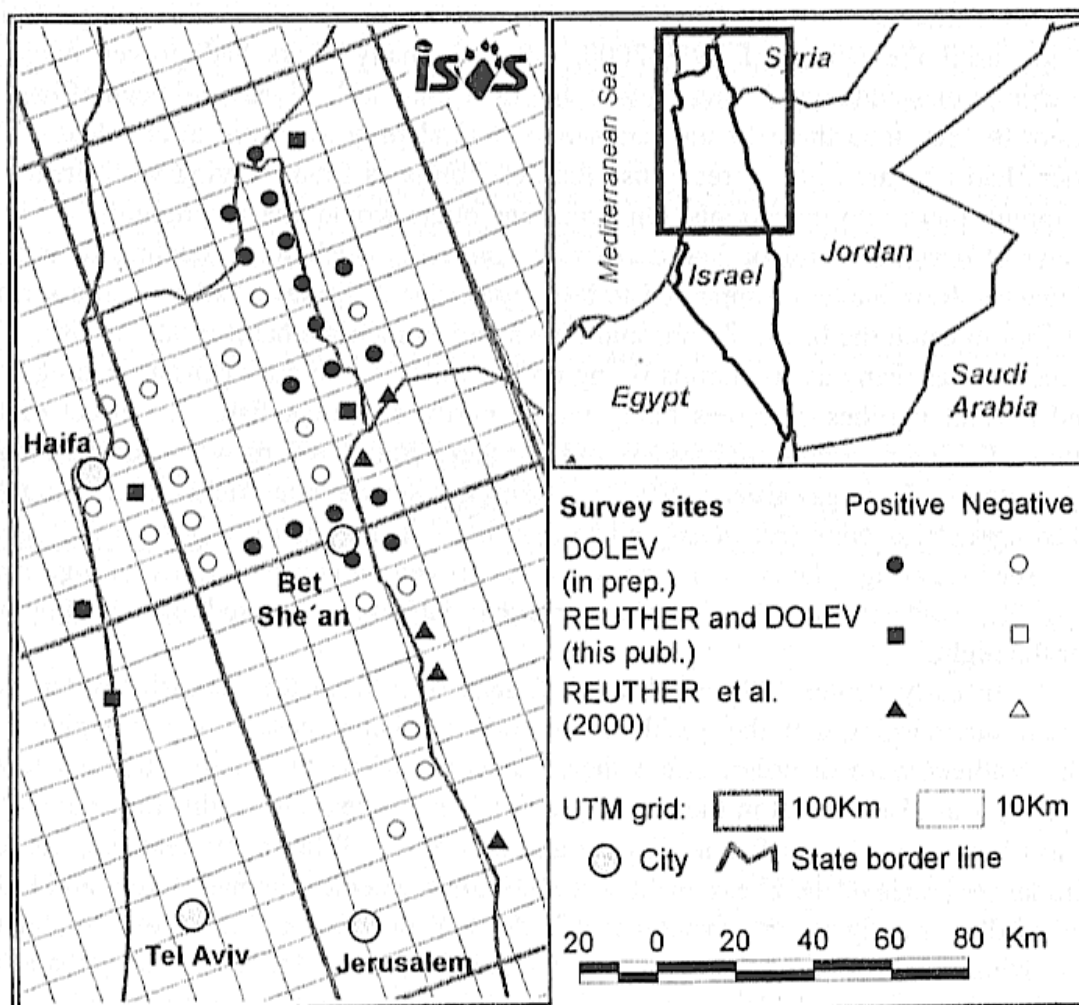 isos
Haifa
Bet
She´an
Tel Aviv
Jerusalem
Mediterranean Sea
Syria
Israel
Jordan
Egypt
Saudi
Arabia
Survey sites Positive Negative
DOLEV
(in prep.)
REUTHER and DOLEV
(this publ.)
REUTHER et al.
(2000)
UTM grid: 100Km 10Km
City State border line
20 0 20 40 60 80 Km